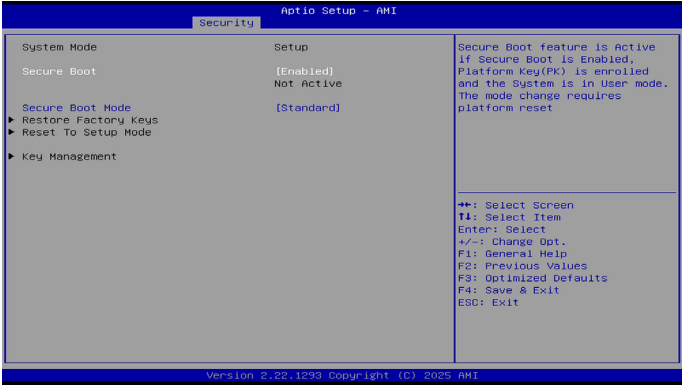 Aptio Setup - AMI
Security
System Mode Setup
Secure Boot [Enabled]
Not Active
Secure Boot Mode [Standard]
▶ Restore Factory Keys
▶ Reset To Setup Mode
▶ Key Management
Secure Boot feature is Active
if Secure Boot is Enabled,
Platform Key(PK) is enrolled
and the System is in User mode.
The mode change requires
platform reset
→←: Select Screen
↑↓: Select Item
Enter: Select
+/-: Change Opt.
F1: General Help
F2: Previous Values
F3: Optimized Defaults
F4: Save & Exit
ESC: Exit
Version 2.22.1293 Copyright (C) 2025 AMI